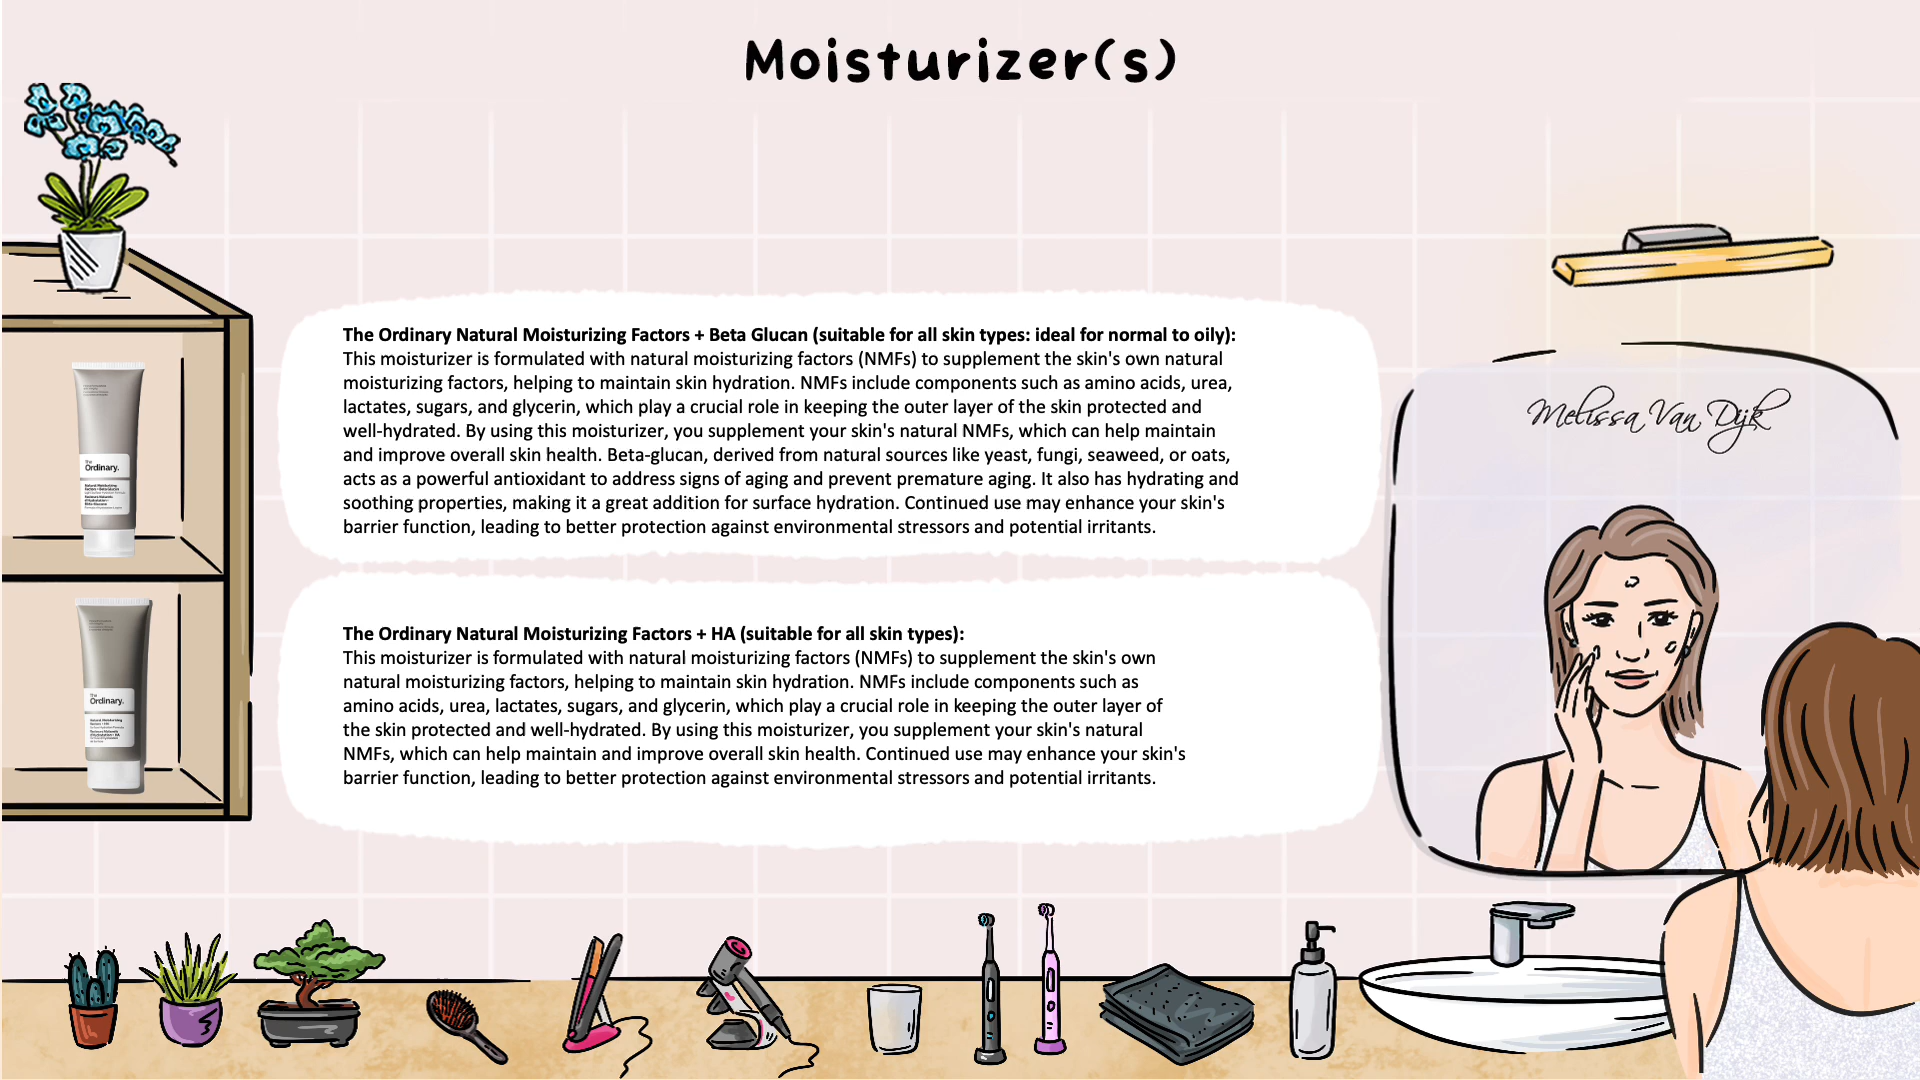 Moisturizer(s)
The Ordinary Natural Moisturizing Factors + Beta Glucan (suitable for all skin types: ideal for normal to oily):
This moisturizer is formulated with natural moisturizing factors (NMFs) to supplement the skin's own natural
moisturizing factors, helping to maintain skin hydration. NMFs include components such as amino acids, urea,
lactates, sugars, and glycerin, which play a crucial role in keeping the outer layer of the skin protected and
well-hydrated. By using this moisturizer, you supplement your skin's natural NMFs, which can help maintain
and improve overall skin health. Beta-glucan, derived from natural sources like yeast, fungi, seaweed, or oats,
acts as a powerful antioxidant to address signs of aging and prevent premature aging. It also has hydrating and
soothing properties, making it a great addition for surface hydration. Continued use may enhance your skin's
barrier function, leading to better protection against environmental stressors and potential irritants.
The Ordinary Natural Moisturizing Factors + HA (suitable for all skin types):
This moisturizer is formulated with natural moisturizing factors (NMFs) to supplement the skin's own
natural moisturizing factors, helping to maintain skin hydration. NMFs include components such as
amino acids, urea, lactates, sugars, and glycerin, which play a crucial role in keeping the outer layer of
the skin protected and well-hydrated. By using this moisturizer, you supplement your skin's natural
NMFs, which can help maintain and improve overall skin health. Continued use may enhance your skin's
barrier function, leading to better protection against environmental stressors and potential irritants.
Melissa Van Dijk
The
Ordinary.
Natural Moisturizing
Factors + Beta Glucan
The
Ordinary.
Natural Moisturizing
Factors + HA